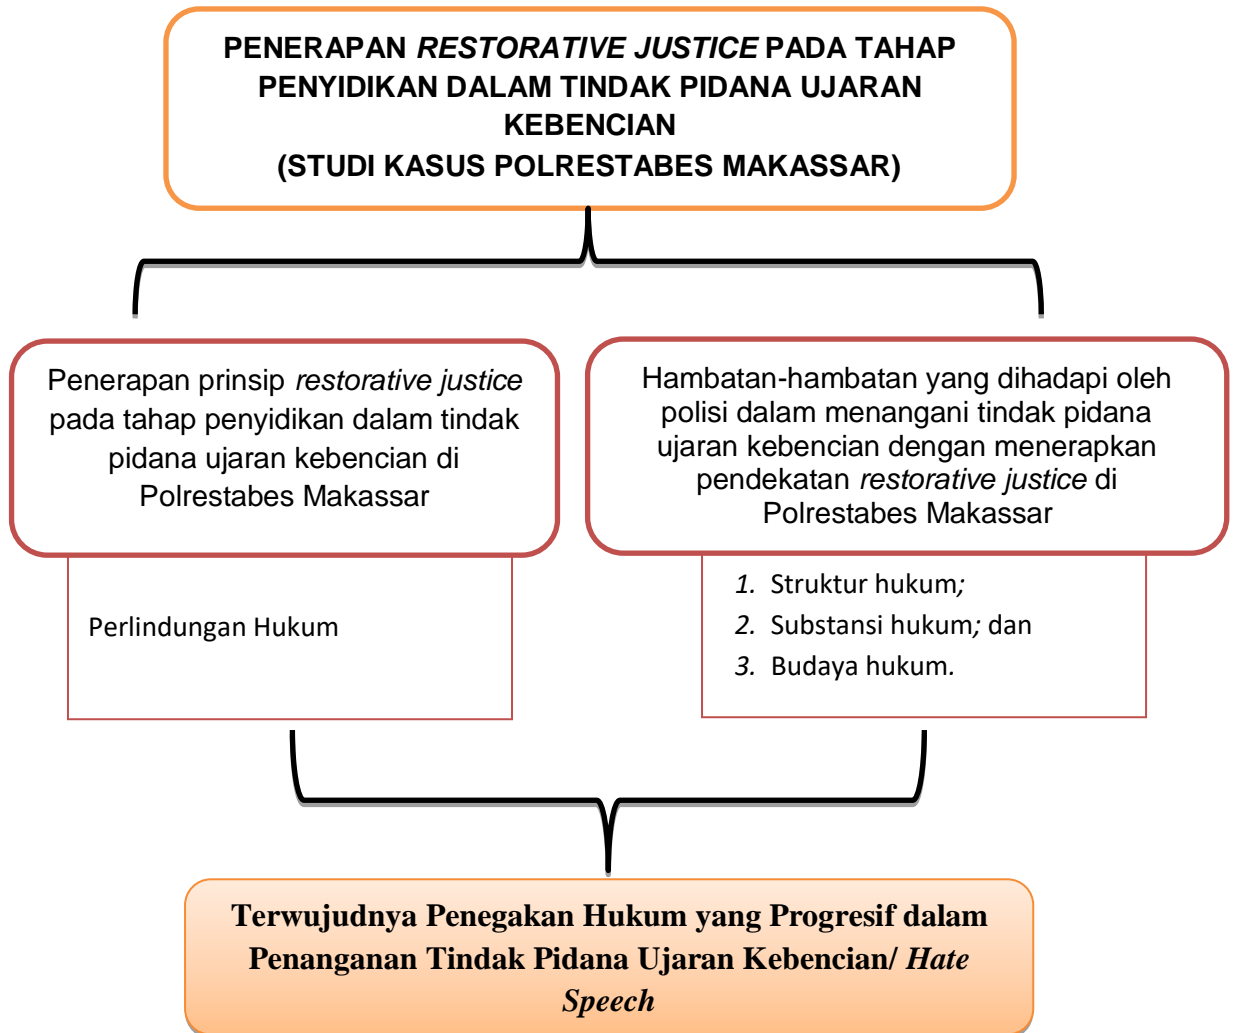 PENERAPAN RESTORATIVE JUSTICE PADA TAHAP
PENYIDIKAN DALAM TINDAK PIDANA UJARAN
KEBENCIAN
(STUDI KASUS POLRESTABES MAKASSAR)
Penerapan prinsip restorative justice
pada tahap penyidikan dalam tindak
pidana ujaran kebencian di
Polrestabes Makassar
Perlindungan Hukum
Hambatan-hambatan yang dihadapi oleh
polisi dalam menangani tindak pidana
ujaran kebencian dengan menerapkan
pendekatan restorative justice di
Polrestabes Makassar
1. Struktur hukum;
2. Substansi hukum; dan
3. Budaya hukum.
Terwujudnya Penegakan Hukum yang Progresif dalam
Penanganan Tindak Pidana Ujaran Kebencian/ Hate
Speech